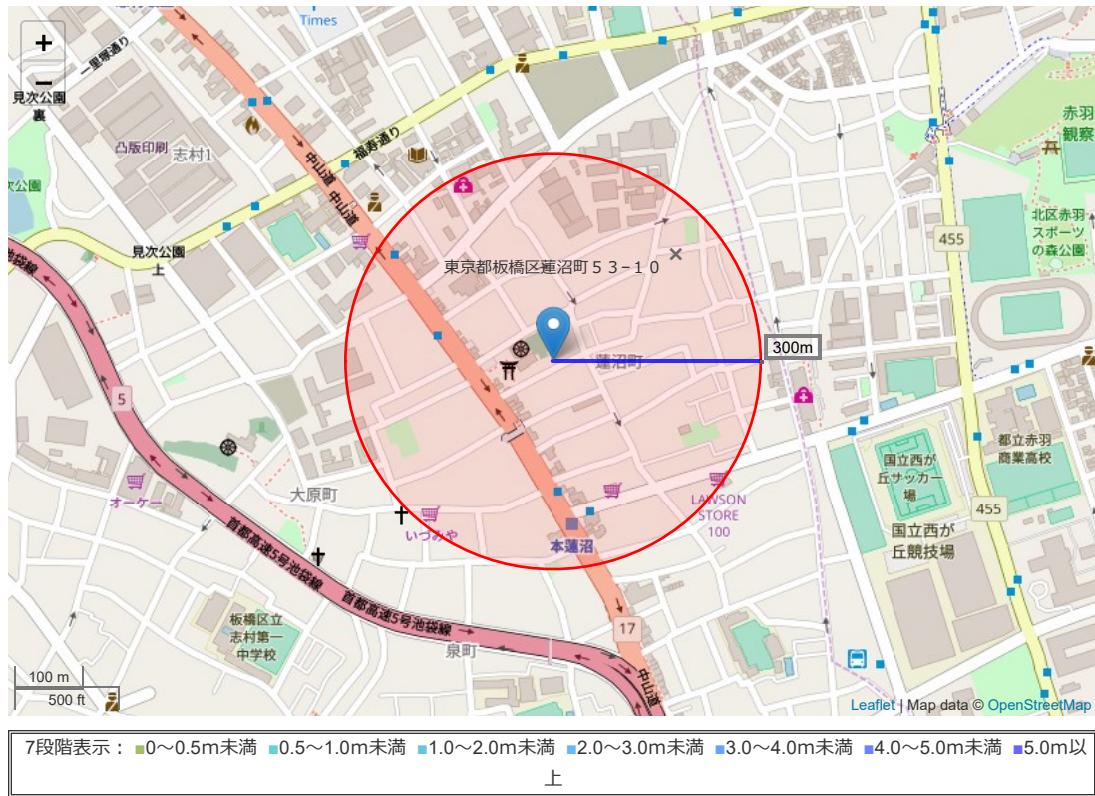 Times
+
−
一里塚通り
見次公園
裏
凸版印刷
志村1
福寿通り
中山道
中山道
見次公園
上
次公園
東京都板橋区蓮沼町５３−１０
蓮沼町
300m
赤羽
観察
北区赤羽
スポーツ
の森公園
455
5
首都高速5号池袋線
オーケー
大原町
いづみや
LAWSON
STORE
100
本蓮沼
都立赤羽
商業高校
国立西が
丘サッカー
場
455
国立西が
丘競技場
首都高速5号池袋線
板橋区立
志村第一
中学校
泉町
17
中山道
100 m
500 ft
Leaflet | Map data © OpenStreetMap
7段階表示： ■0～0.5m未満 ■0.5～1.0m未満 ■1.0～2.0m未満 ■2.0～3.0m未満 ■3.0～4.0m未満 ■4.0～5.0m未満 ■5.0m以
上